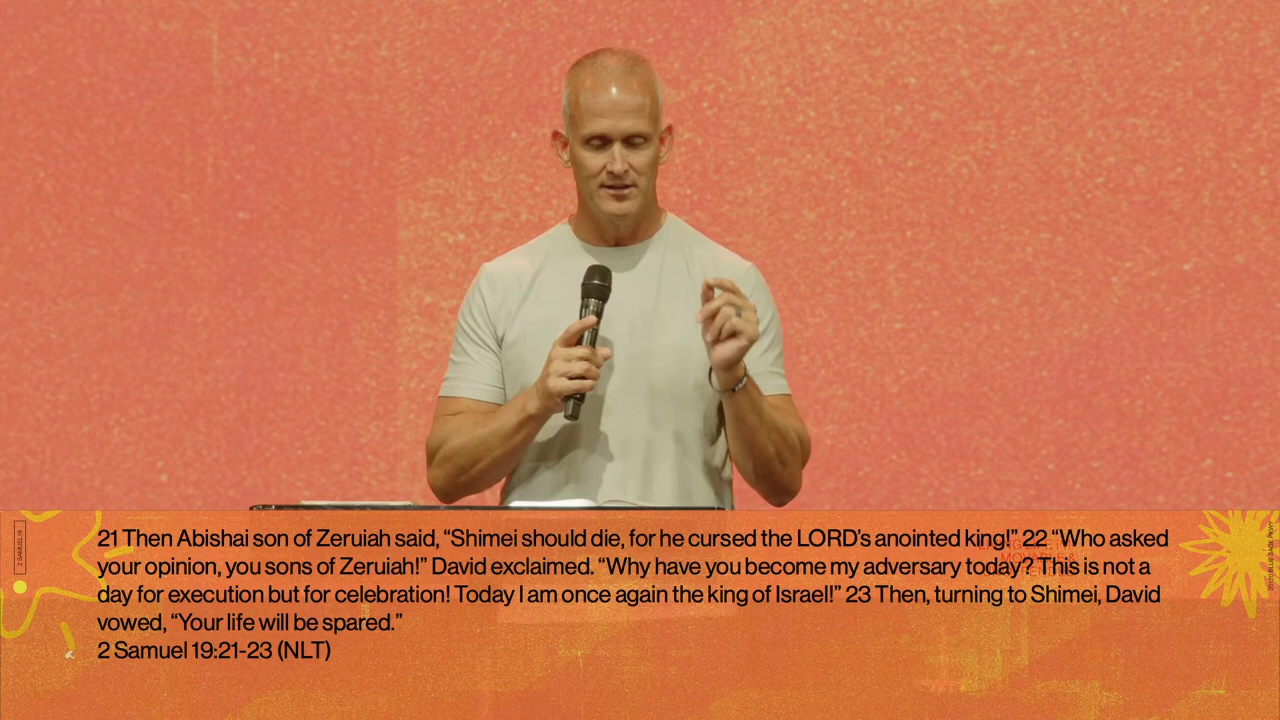 21 Then Abishai son of Zeruiah said, “Shimei should die, for he cursed the LORD’s anointed king!” 22 “Who asked
your opinion, you sons of Zeruiah!” David exclaimed. “Why have you become my adversary today? This is not a
day for execution but for celebration! Today I am once again the king of Israel!” 23 Then, turning to Shimei, David
vowed, “Your life will be spared.”
2 Samuel 19:21-23 (NLT)